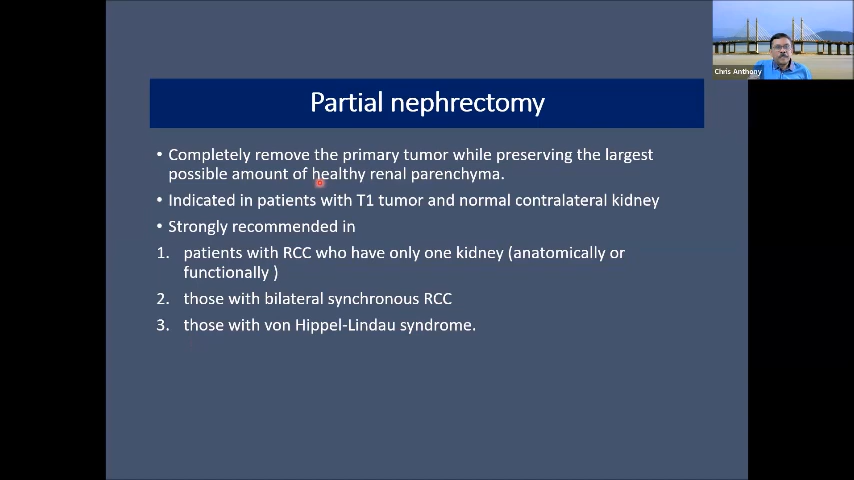 Chris Anthony
Partial nephrectomy
• Completely remove the primary tumor while preserving the largest
possible amount of healthy renal parenchyma.
• Indicated in patients with T1 tumor and normal contralateral kidney
• Strongly recommended in
1. patients with RCC who have only one kidney (anatomically or
functionally )
2. those with bilateral synchronous RCC
3. those with von Hippel-Lindau syndrome.